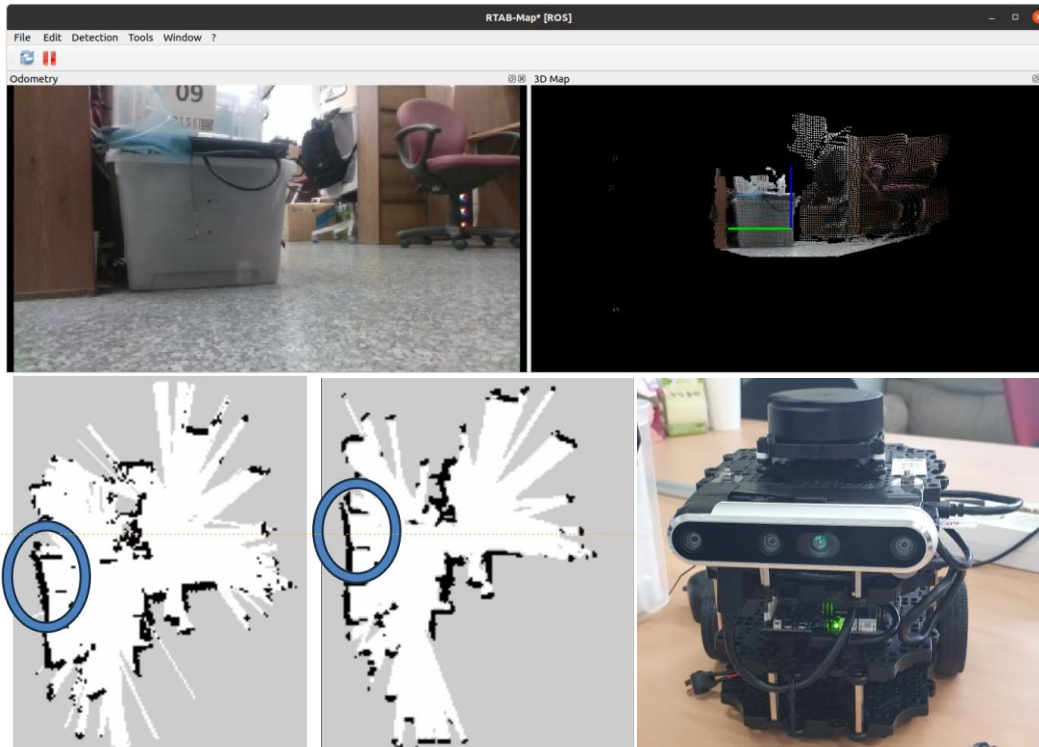 RTAB-Map* [ROS]
File Edit Detection Tools Window ?
Odometry
3D Map
09